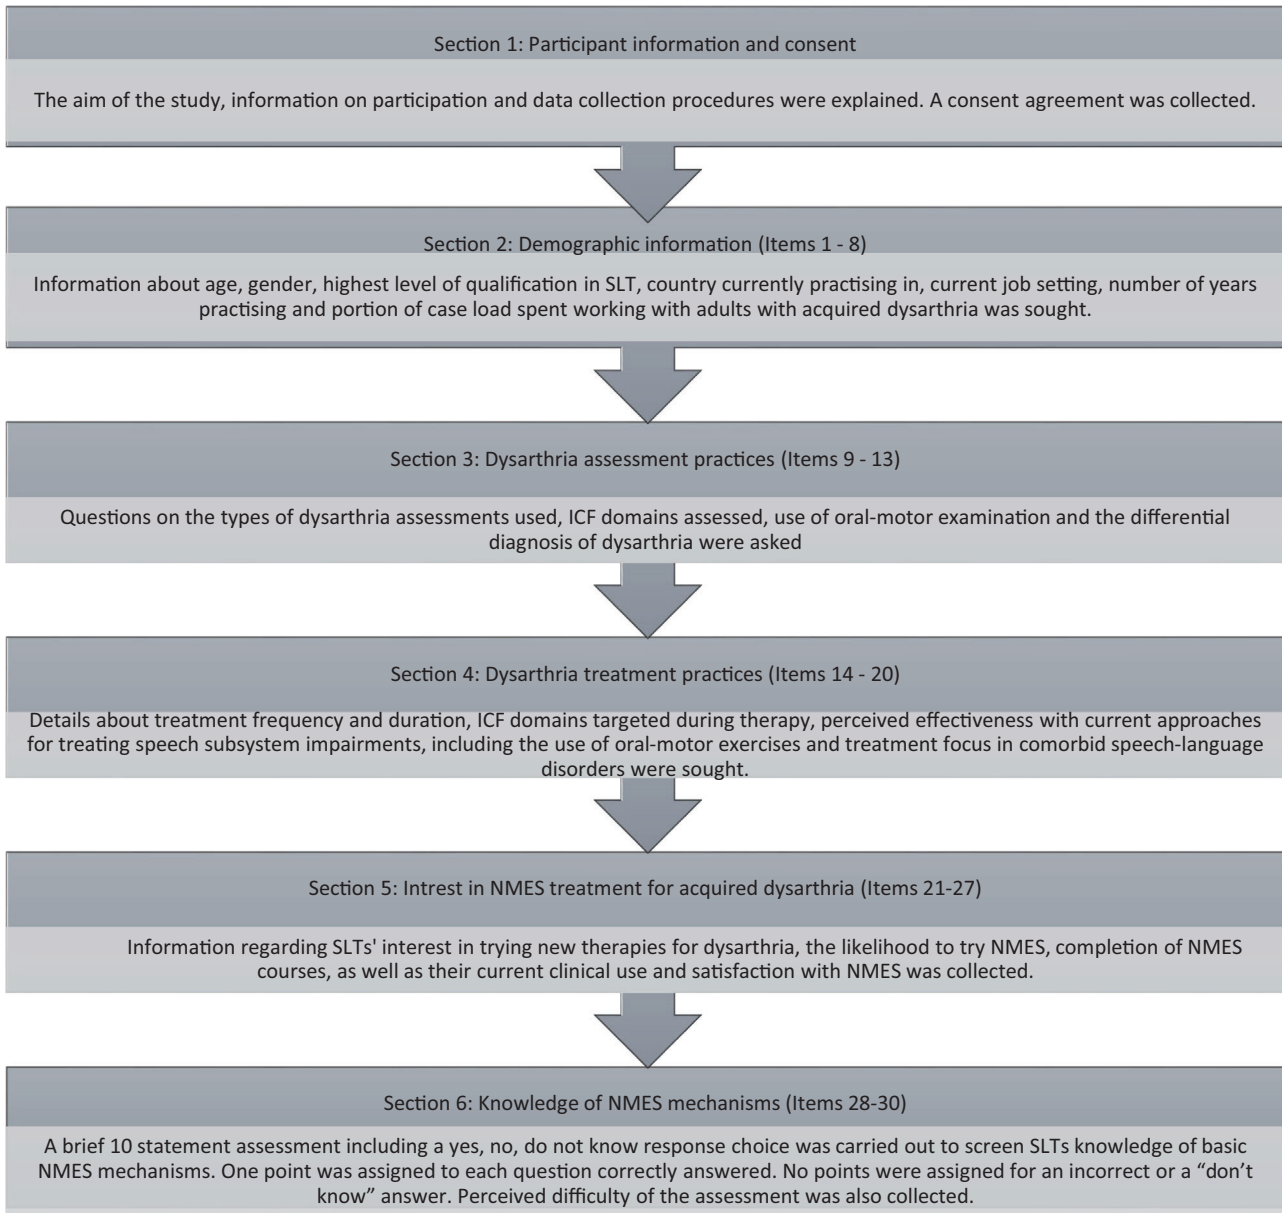 Section 1: Participant information and consent
The aim of the study, information on participation and data collection procedures were explained. A consent agreement was collected.
Section 2: Demographic information (Items 1 - 8)
Information about age, gender, highest level of qualification in SLT, country currently practising in, current job setting, number of years
practising and portion of case load spent working with adults with acquired dysarthria was sought.
Section 3: Dysarthria assessment practices (Items 9 - 13)
Questions on the types of dysarthria assessments used, ICF domains assessed, use of oral-motor examination and the differential
diagnosis of dysarthria were asked
Section 4: Dysarthria treatment practices (Items 14 - 20)
Details about treatment frequency and duration, ICF domains targeted during therapy, perceived effectiveness with current approaches
for treating speech subsystem impairments, including the use of oral-motor exercises and treatment focus in comorbid speech-language
disorders were sought.
Section 5: Intrest in NMES treatment for acquired dysarthria (Items 21-27)
Information regarding SLTs' interest in trying new therapies for dysarthria, the likelihood to try NMES, completion of NMES
courses, as well as their current clinical use and satisfaction with NMES was collected.
Section 6: Knowledge of NMES mechanisms (Items 28-30)
A brief 10 statement assessment including a yes, no, do not know response choice was carried out to screen SLTs knowledge of basic
NMES mechanisms. One point was assigned to each question correctly answered. No points were assigned for an incorrect or a “don’t
know” answer. Perceived difficulty of the assessment was also collected.